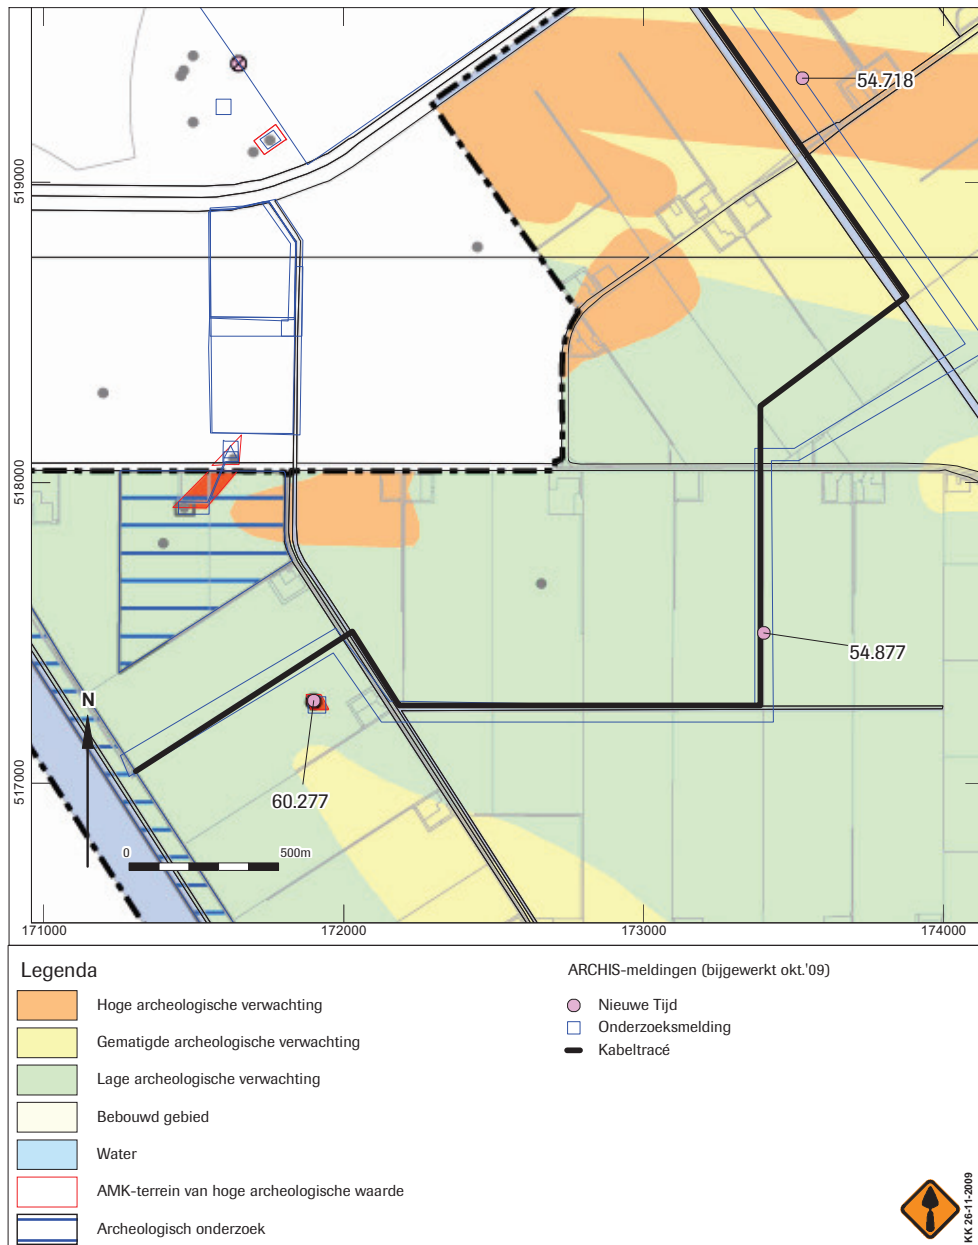 54.718
519000
518000
54.877
N
517000
60.277
0 500m
171000 172000 173000 174000
Legenda
Hoge archeologische verwachting
Gematigde archeologische verwachting
Lage archeologische verwachting
Bebouwd gebied
Water
AMK-terrein van hoge archeologische waarde
Archeologisch onderzoek
ARCHIS-meldingen (bijgewerkt okt.'09)
Nieuwe Tijd
Onderzoeksmelding
Kabeltracé
KK 26-11-2009